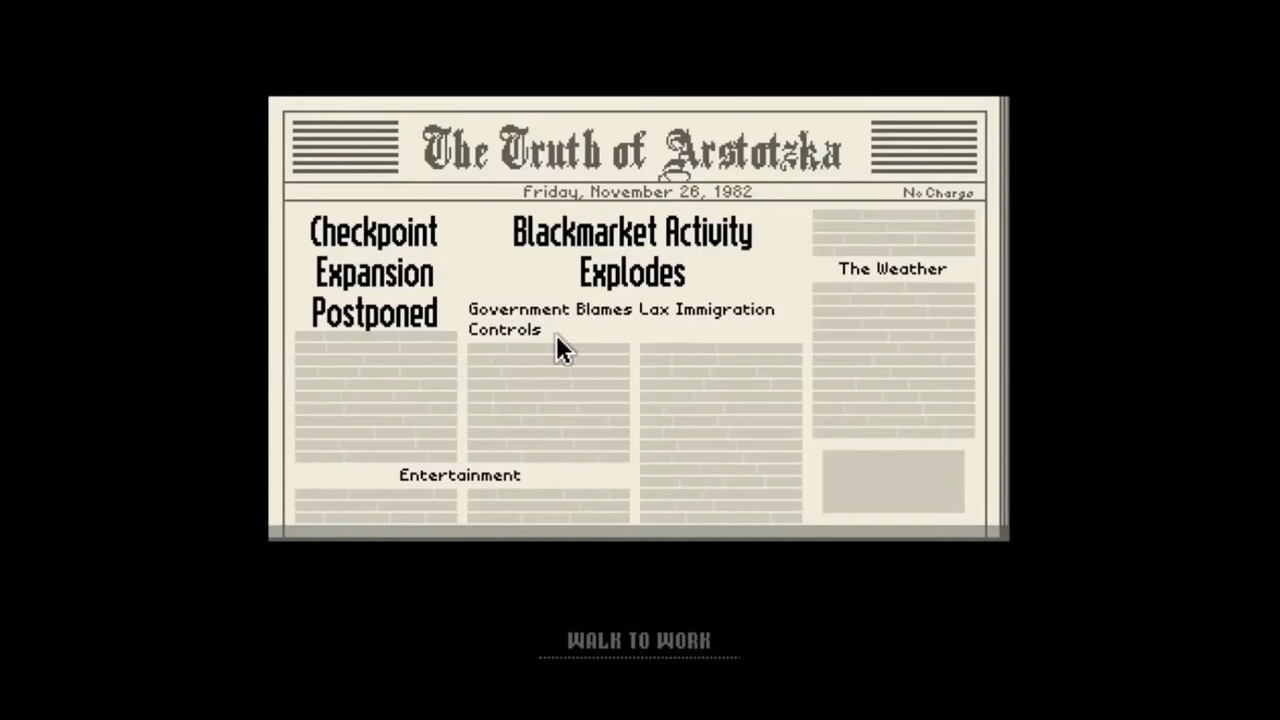 The Truth of Arstotzka
Friday, November 26, 1982
No Charge
Checkpoint
Expansion
Postponed
Blackmarket Activity
Explodes
Government Blames Lax Immigration
Controls
The Weather
Entertainment
WALK TO WORK